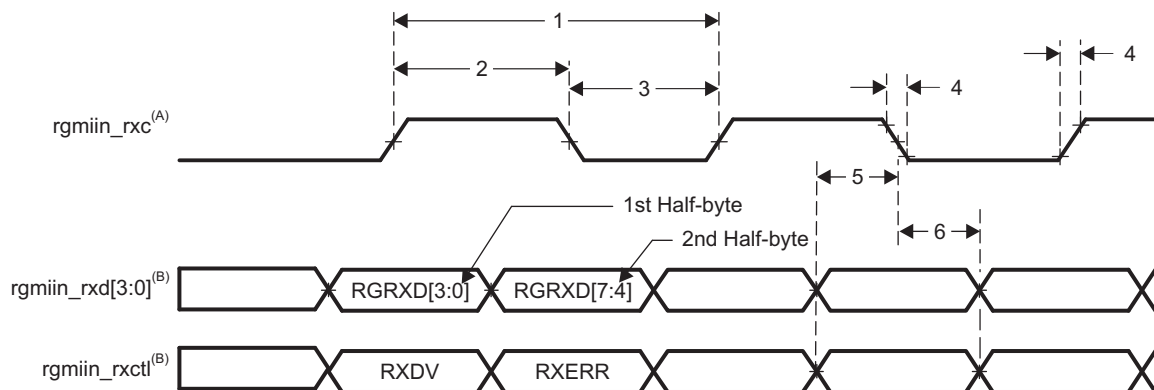 1
2
3
4
4
rgmiin_rxc(A)
5
1st Half-byte
6
2nd Half-byte
rgmiin_rxd[3:0](B)
RGRXD[3:0]
RGRXD[7:4]
rgmiin_rxctl(B)
RXDV
RXERR